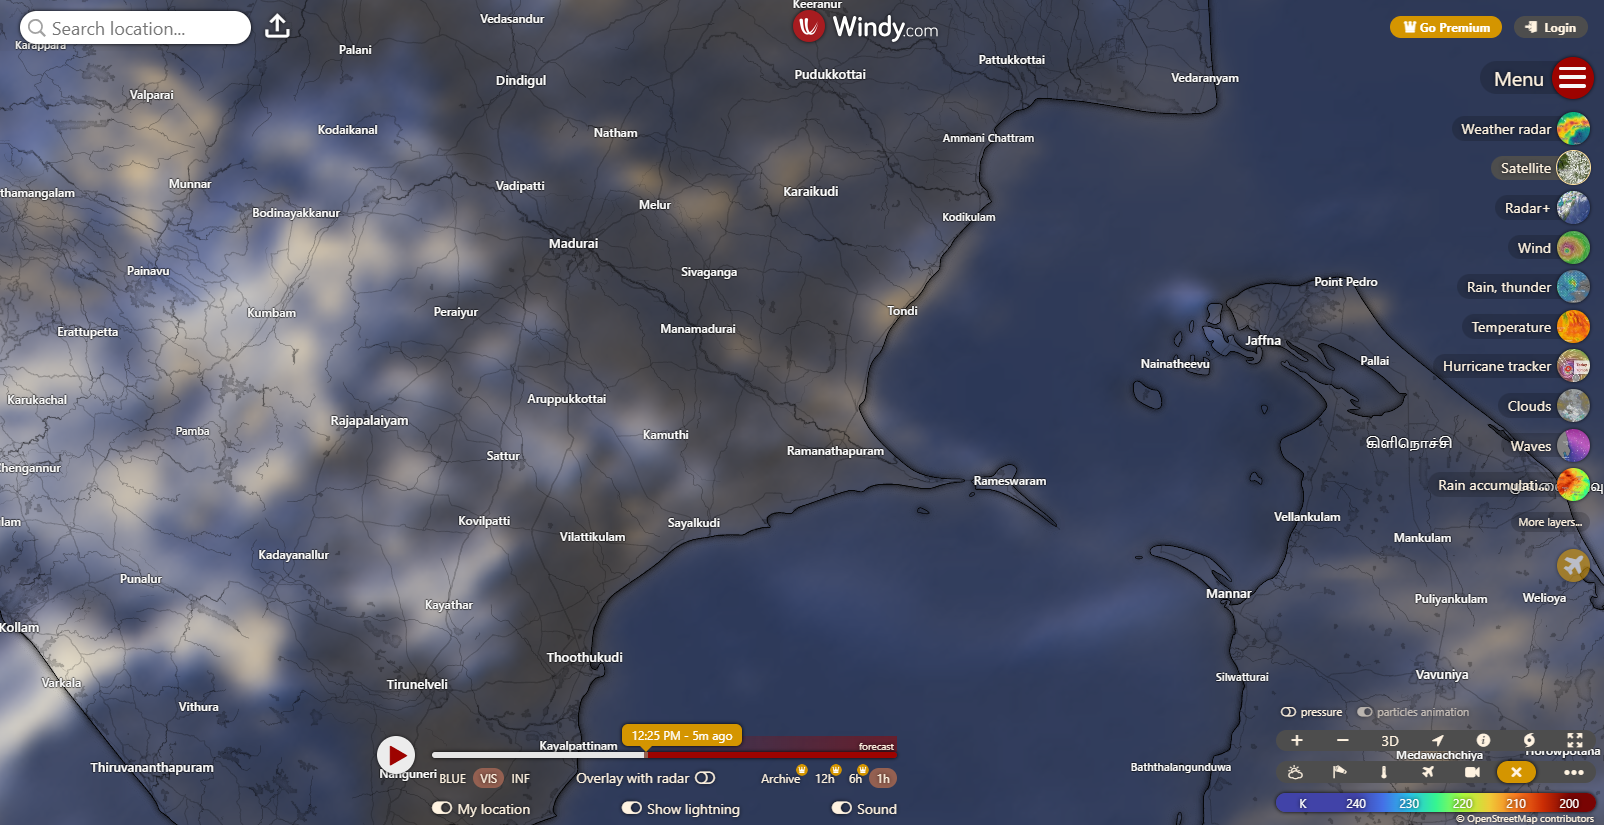 Search location...
Windy.com
Go Premium
Login
Menu
Weather radar
Satellite
Radar+
Wind
Rain, thunder
Temperature
Hurricane tracker
Clouds
Waves
Rain accumulati...
More layers...
Keeranur
Vedasandur
Karappara
Palani
Pattukkottai
Pudukkottai
Dindigul
Vedaranyam
Valparai
Kodaikanal
Natham
Ammani Chattram
Munnar
Vadipatti
Karaikudi
thamangalam
Melur
Bodinayakkanur
Kodikulam
Madurai
Painavu
Sivaganga
Point Pedro
Kumbam
Peraiyur
Tondi
Erattupetta
Manamadurai
Jaffna
Nainatheevu
Pallai
Karukachal
Aruppukkottai
Rajapalaiyam
Pamba
Kamuthi
கிளிநொச்சி
Ramanathapuram
Sattur
hengannur
Rameswaram
lam
Kovilpatti
Sayalkudi
Vellankulam
Vilattikulam
Mankulam
Kadayanallur
Punalur
Mannar
Puliyankulam
Welioya
Kayathar
Kollam
Thoothukudi
Varkala
Tirunelveli
Silwatturai
Vavuniya
Vithura
Kayalpattinam
Thiruvananthapuram
Nanguneri
Baththalangunduwa
Medawachchiya
Horowpotana
12:25 PM - 5m ago
forecast
BLUE VIS INF
Overlay with radar
Archive 12h 6h 1h
My location
Show lightning
Sound
pressure
particles animation
+ − 3D
K 240 230 220 210 200
© OpenStreetMap contributors